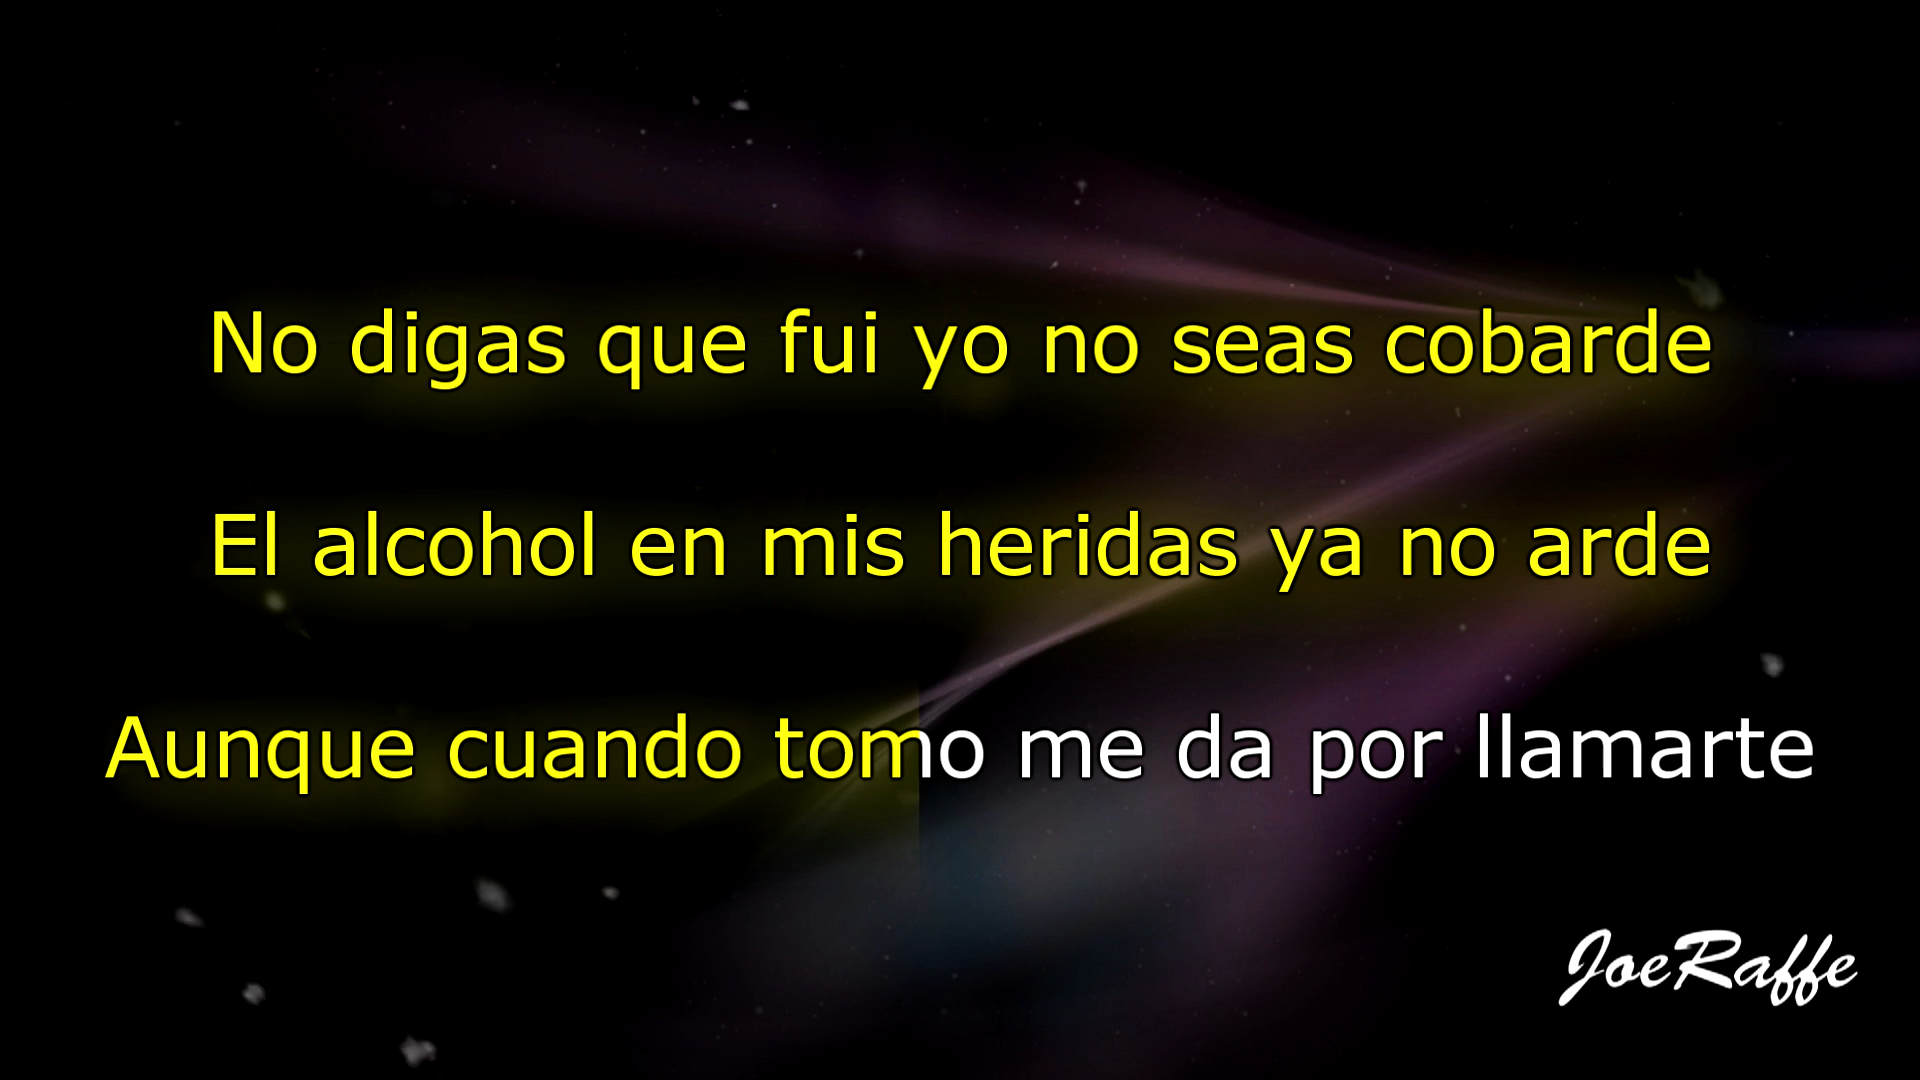 No digas que fui yo no seas cobarde
El alcohol en mis heridas ya no arde
Aunque cuando tomo me da por llamarte
JoeRaffe